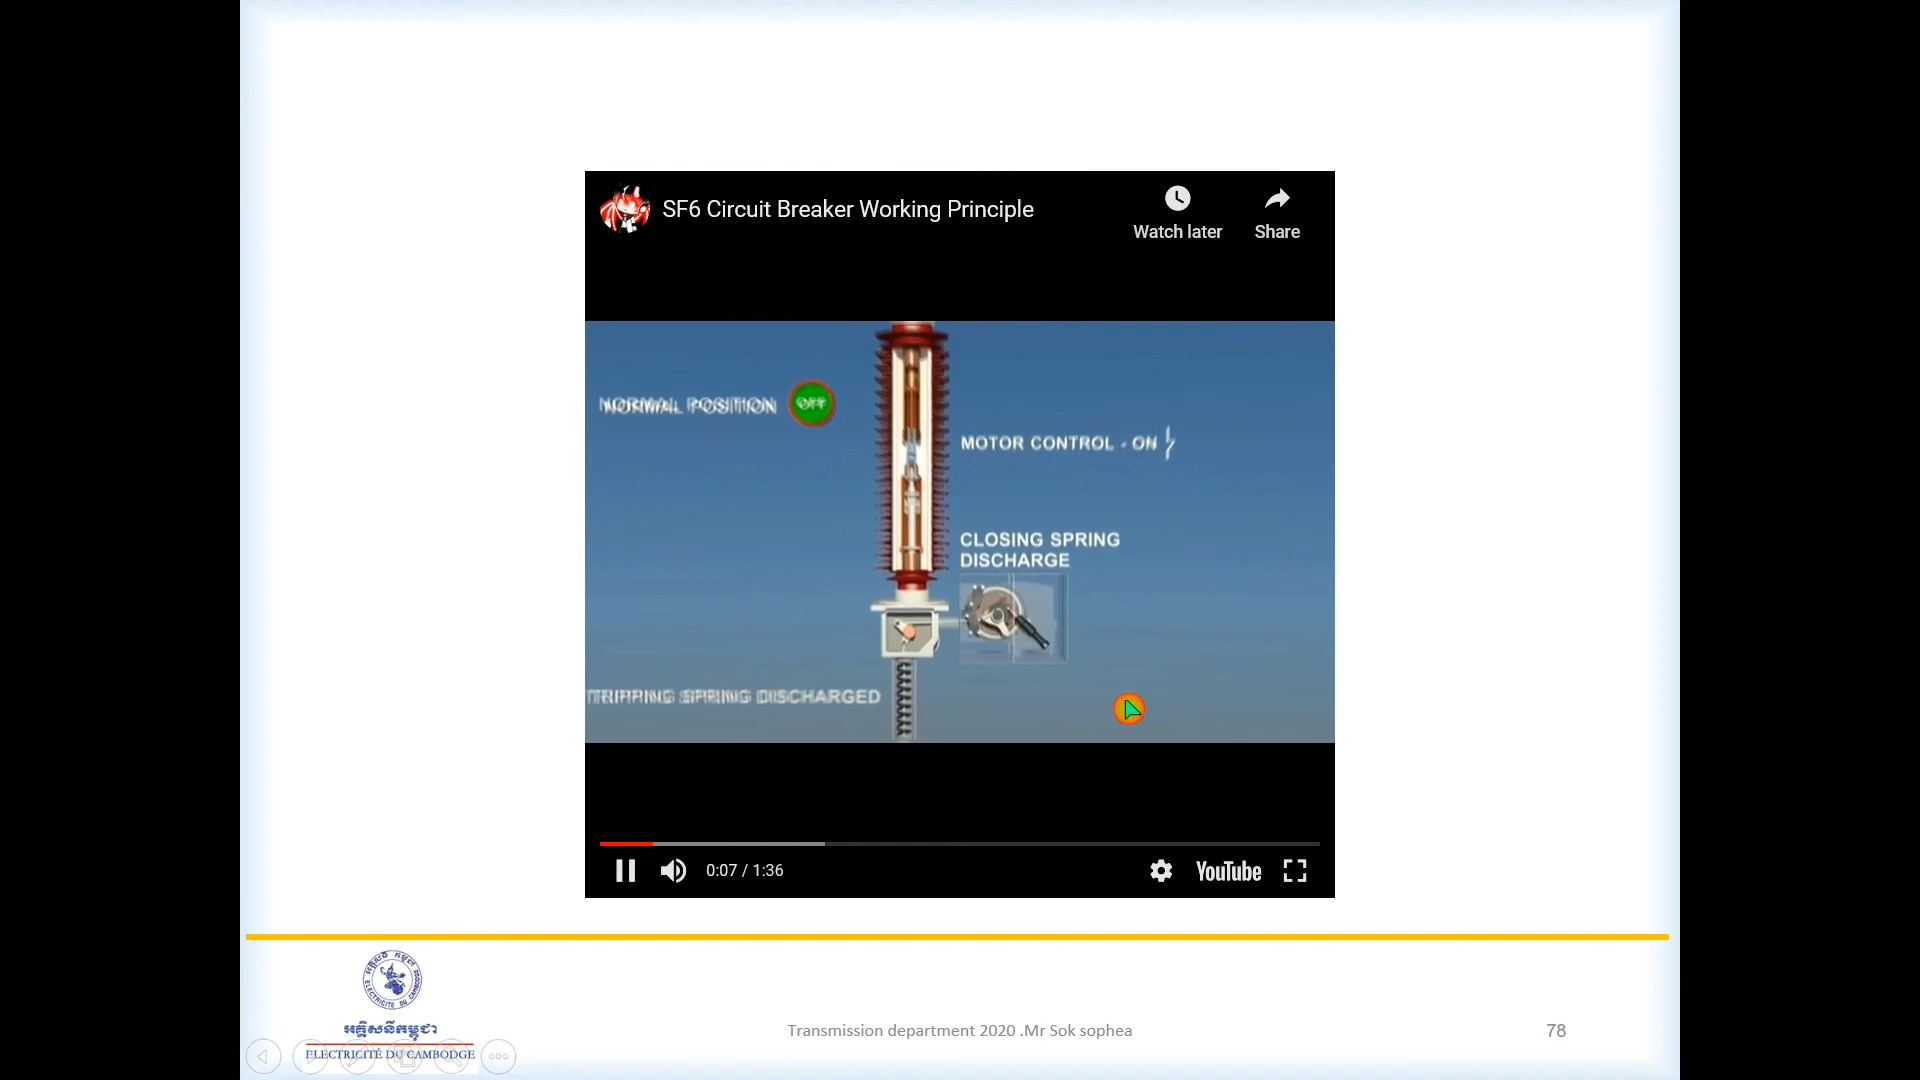 SF6 Circuit Breaker Working Principle
Watch later
Share
NORMAL POSITION
OFF
MOTOR CONTROL - ON
CLOSING SPRING
DISCHARGE
TRIPPING SPRING DISCHARGED
0:07 / 1:36
YouTube
អគ្គិសនីកម្ពុជា
ELECTRICITÉ DU CAMBODGE
Transmission department 2020 .Mr Sok sophea
78